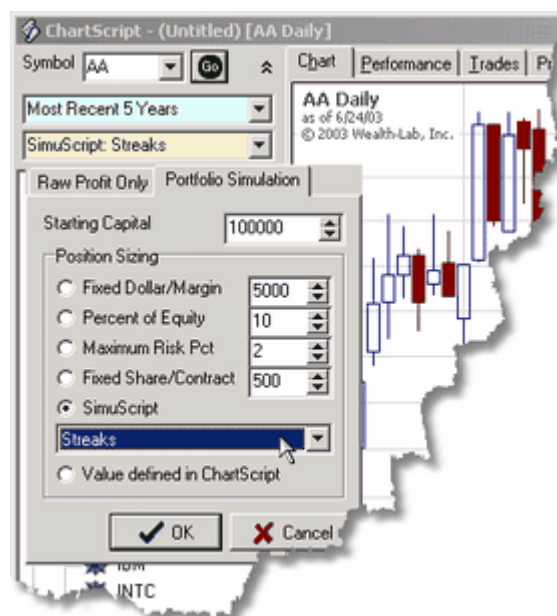 ChartScript - (Untitled) [AA Daily]
Symbol AA Go
Chart Performance Trades
Most Recent 5 Years
AA Daily
as of 6/24/03
© 2003 Wealth-Lab, Inc.
SimuScript: Streaks
Raw Profit Only Portfolio Simulation
Starting Capital 100000
Position Sizing
Fixed Dollar/Margin 5000
Percent of Equity 10
Maximum Risk Pct 2
Fixed Share/Contract 500
SimuScript
Streaks
Value defined in ChartScript
OK Cancel
INTC